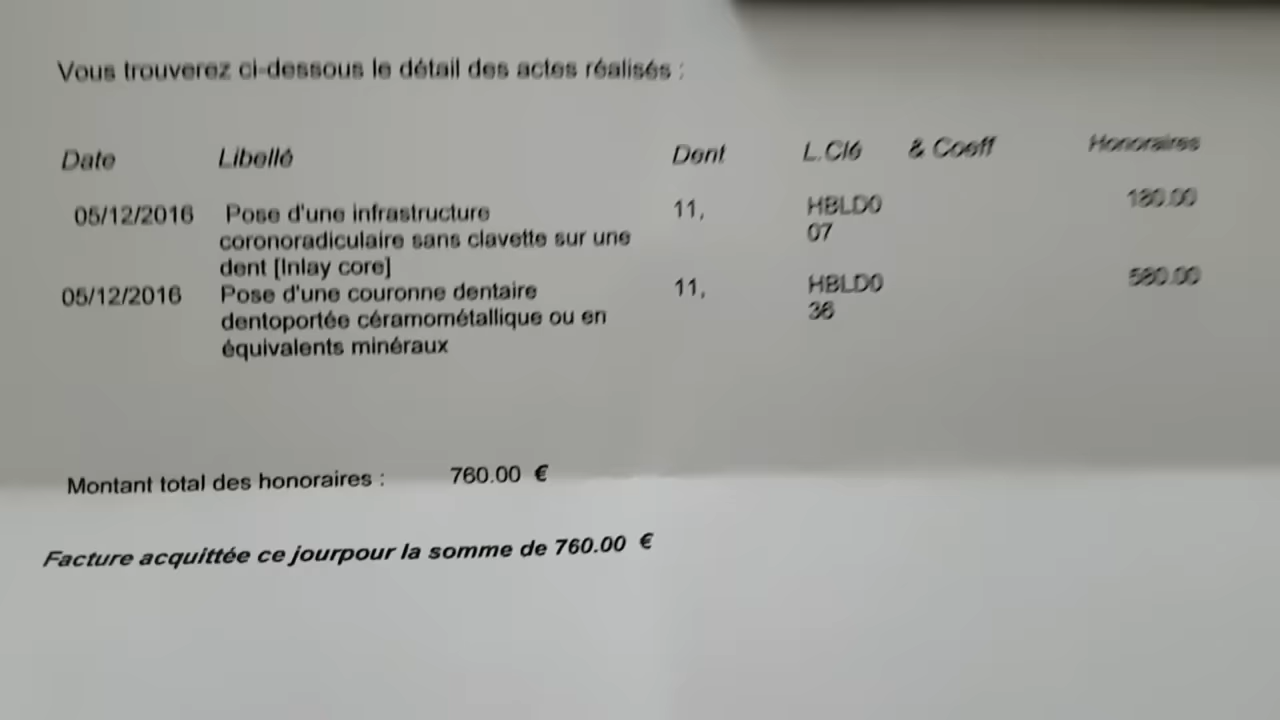 Vous trouverez ci-dessous le détail des actes réalisés :
Date Libellé Dent L.Clé & Coeff Honoraires
05/12/2016 Pose d'une infrastructure 11, HBLD0 180.00
coronoradiculaire sans clavette sur une 07
dent [Inlay core]
05/12/2016 Pose d'une couronne dentaire 11, HBLD0 580.00
dentoportée céramométallique ou en 36
équivalents minéraux
Montant total des honoraires : 760.00 €
Facture acquittée ce jourpour la somme de 760.00 €